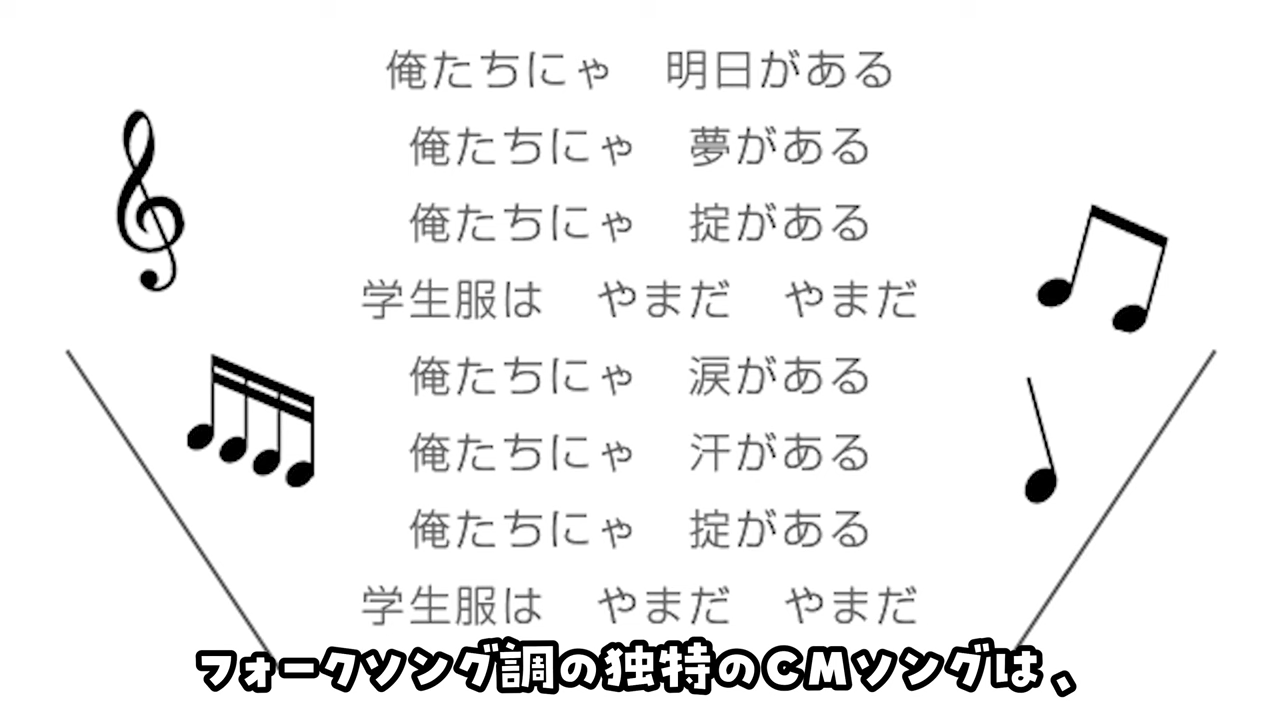 俺たちにゃ　明日がある
俺たちにゃ　夢がある
俺たちにゃ　掟がある
学生服は　やまだ　やまだ
俺たちにゃ　涙がある
俺たちにゃ　汗がある
俺たちにゃ　掟がある
学生服は　やまだ　やまだ
フォークソング調の独特のCMソングは、